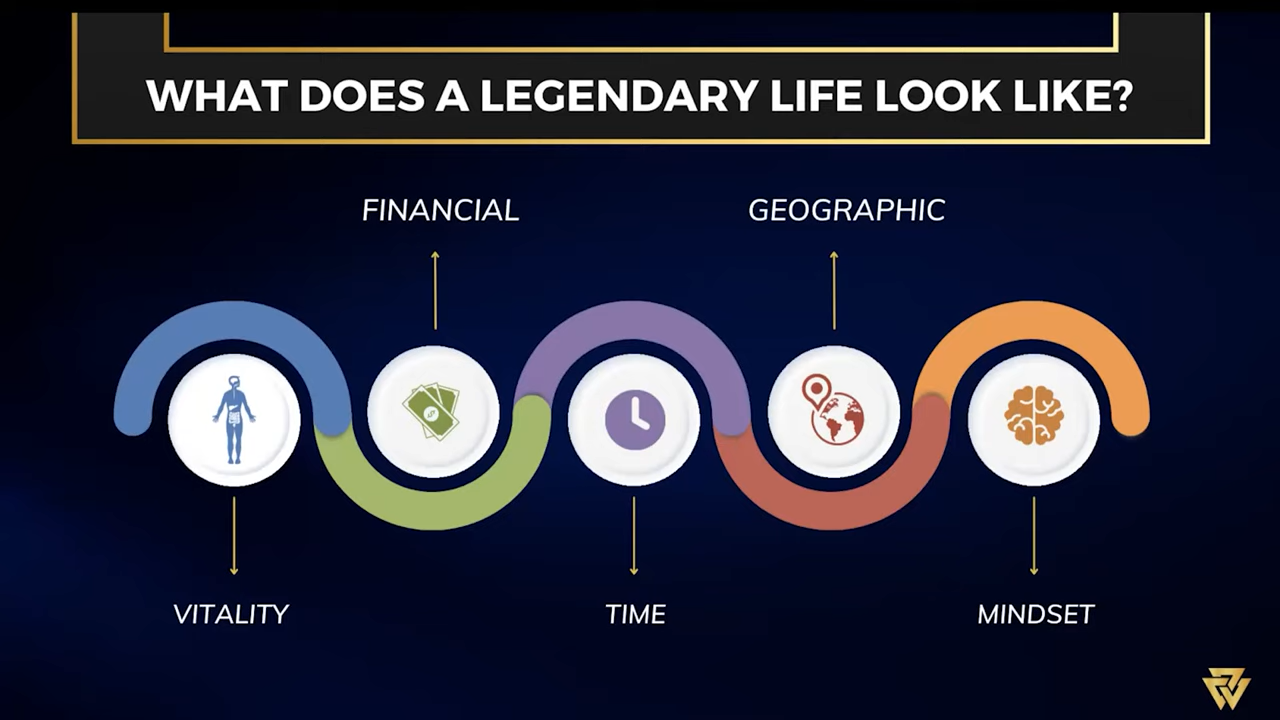 WHAT DOES A LEGENDARY LIFE LOOK LIKE?
FINANCIAL
GEOGRAPHIC
$
VITALITY
TIME
MINDSET